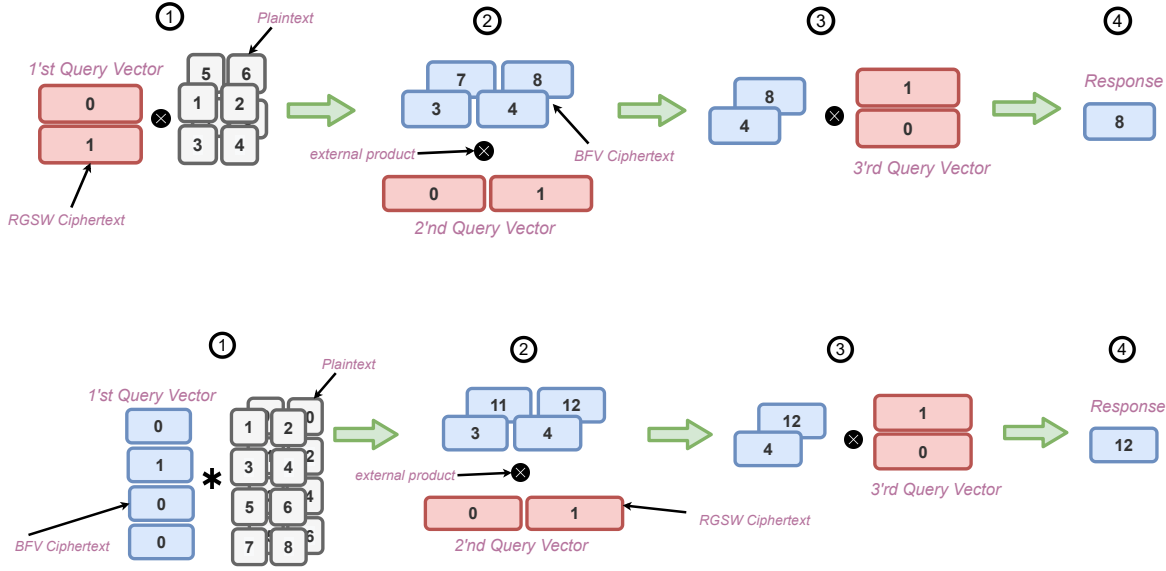 1 2 3 4
Plaintext
1'st Query Vector
5 6
0
1 2
1
3 4
RGSW Ciphertext
7 8
3 4
external product
BFV Ciphertext
0 1
2'nd Query Vector
8
4
1
0
3'rd Query Vector
Response
8
1 2 3 4
Plaintext
1'st Query Vector
0
1
0
0
BFV Ciphertext
*
0
1 2
2
3 4
4
5 6
6
7 8
11 12
3 4
external product
0 1
2'nd Query Vector
RGSW Ciphertext
12
4
1
0
3'rd Query Vector
Response
12